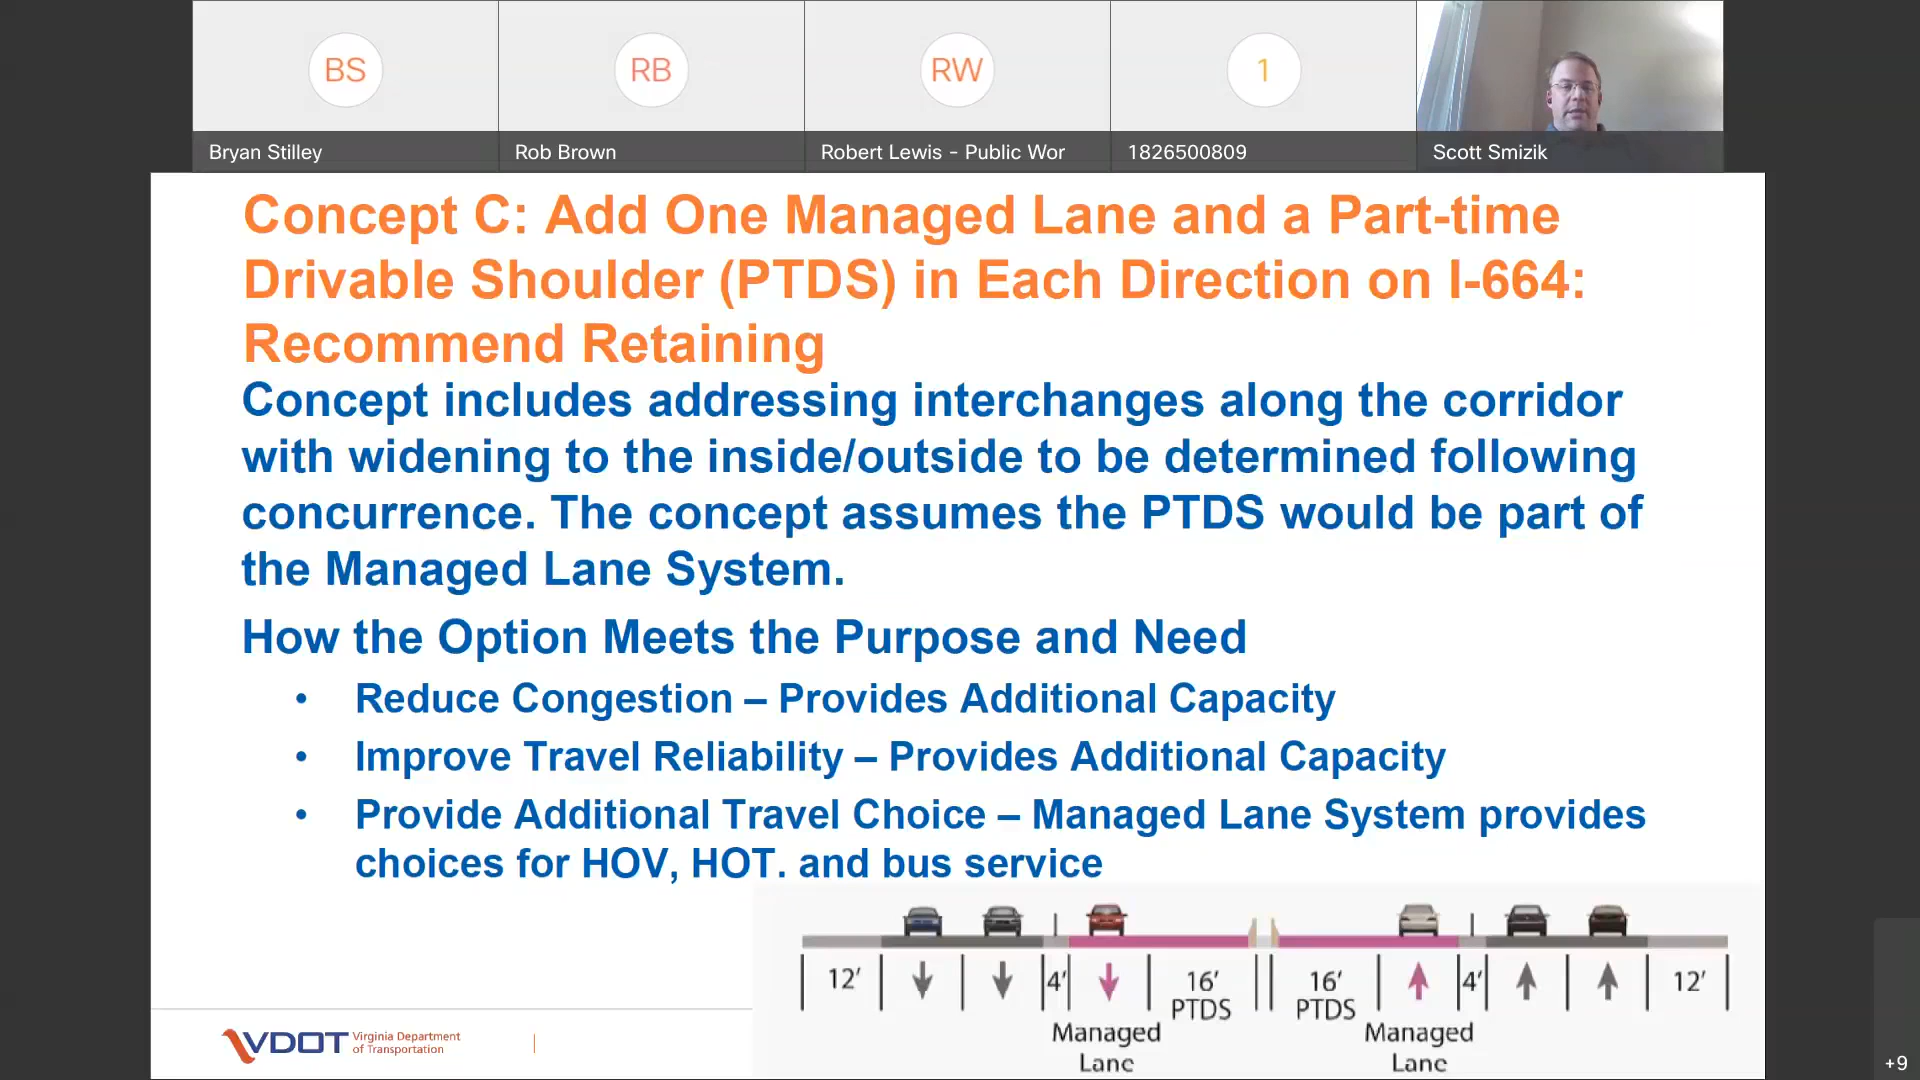 BS
RB
RW
1
Bryan Stilley
Rob Brown
Robert Lewis - Public Wor
1826500809
Scott Smizik
Concept C: Add One Managed Lane and a Part-time
Drivable Shoulder (PTDS) in Each Direction on I-664:
Recommend Retaining
Concept includes addressing interchanges along the corridor
with widening to the inside/outside to be determined following
concurrence. The concept assumes the PTDS would be part of
the Managed Lane System.
How the Option Meets the Purpose and Need
• Reduce Congestion – Provides Additional Capacity
• Improve Travel Reliability – Provides Additional Capacity
• Provide Additional Travel Choice – Managed Lane System provides
choices for HOV, HOT. and bus service
12′ 4′ 16′ 16′ 4′ 12′
PTDS PTDS
Managed Managed
Lane Lane
VDOT Virginia Department
of Transportation
+9